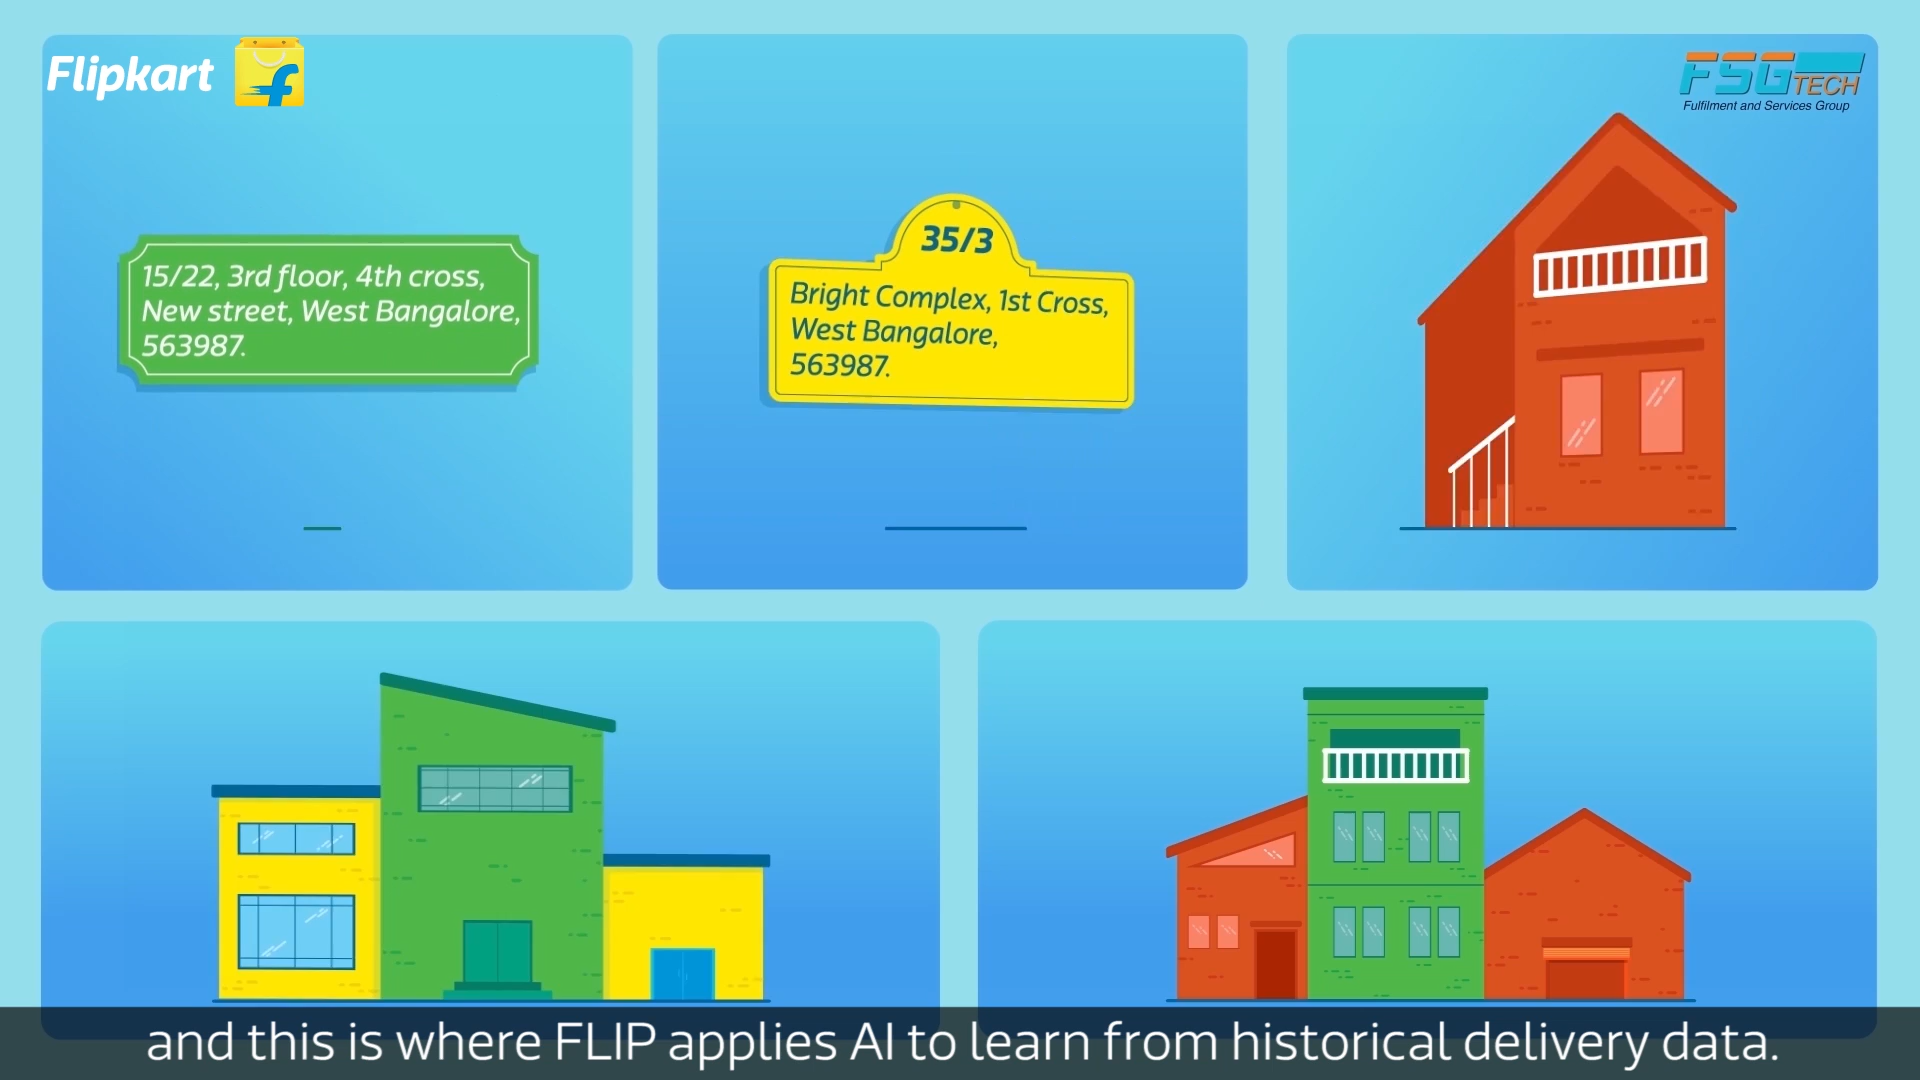 Flipkart
f
FSG TECH
Fulfilment and Services Group
15/22, 3rd floor, 4th cross,
New street, West Bangalore,
563987.
35/3
Bright Complex, 1st Cross,
West Bangalore,
563987.
and this is where FLIP applies AI to learn from historical delivery data.